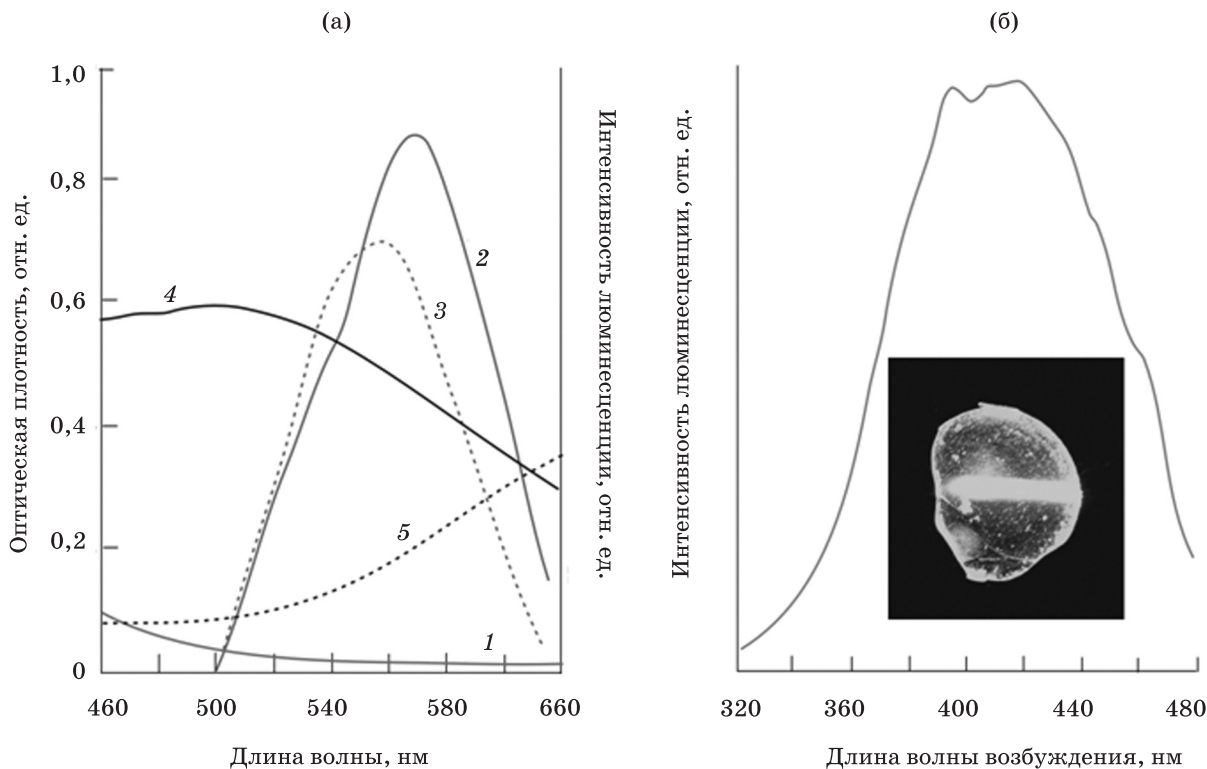 (а)
1,0
0,8
0,6
0,4
0,2
0
Оптическая плотность, отн. ед.
4
2
3
5
1
460 500 540 580 660
Длина волны, нм
Интенсивность люминесценции, отн. ед.
(б)
Интенсивность люминесценции, отн. ед.
320 360 400 440 480
Длина волны возбуждения, нм